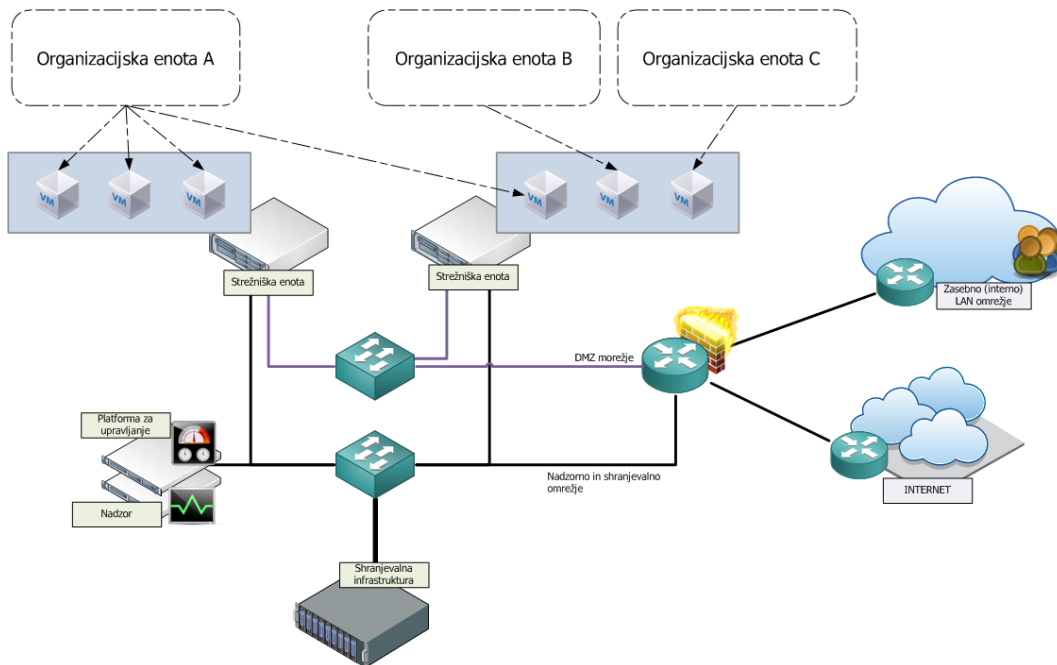 Organizacijska enota A
Organizacijska enota B
Organizacijska enota C
VM
VM
VM
VM
VM
VM
Strežniška enota
Strežniška enota
Zasebno (interno)
LAN omrežje
DMZ morežje
Platforma za
upravljanje
Nadzorno in shranjevalno
omrežje
INTERNET
Nadzor
Shranjevalna
infrastruktura